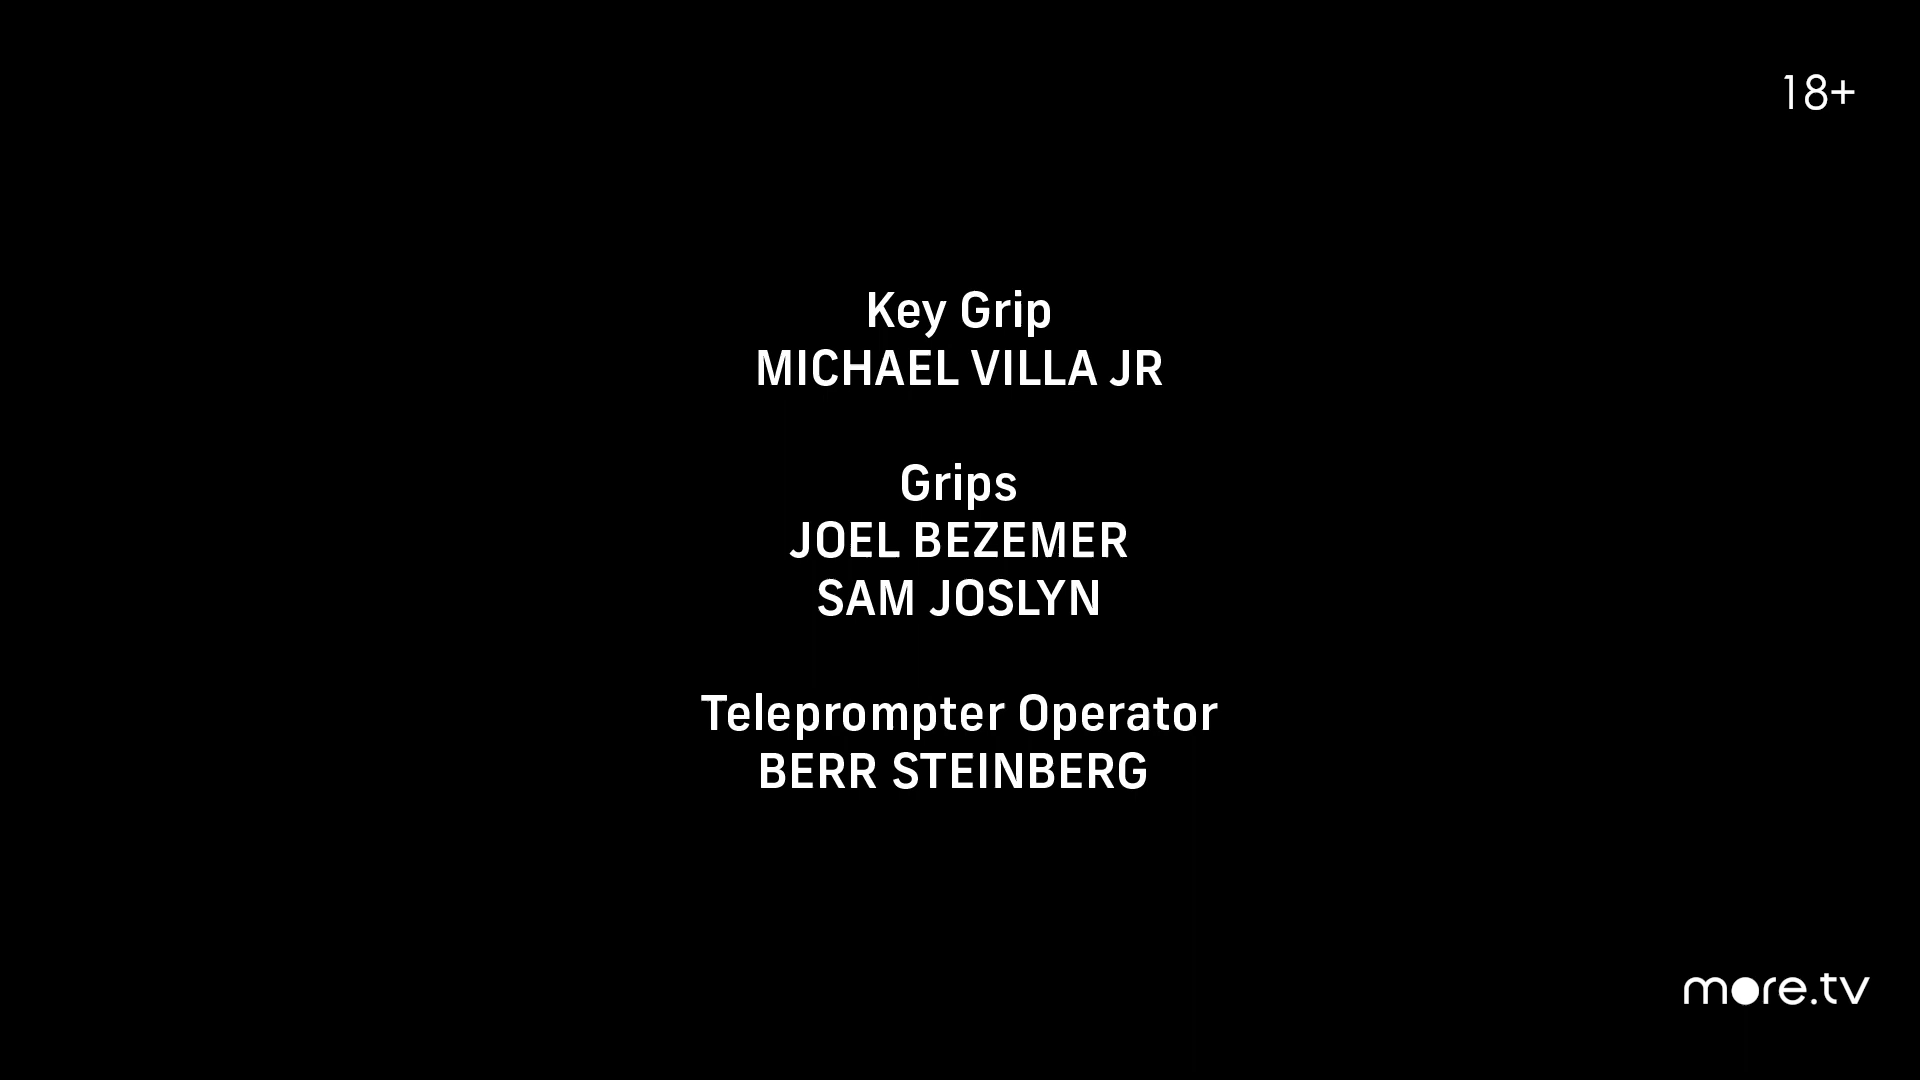 18+
Key Grip
MICHAEL VILLA JR
Grips
JOEL BEZEMER
SAM JOSLYN
Teleprompter Operator
BERR STEINBERG
more.tv